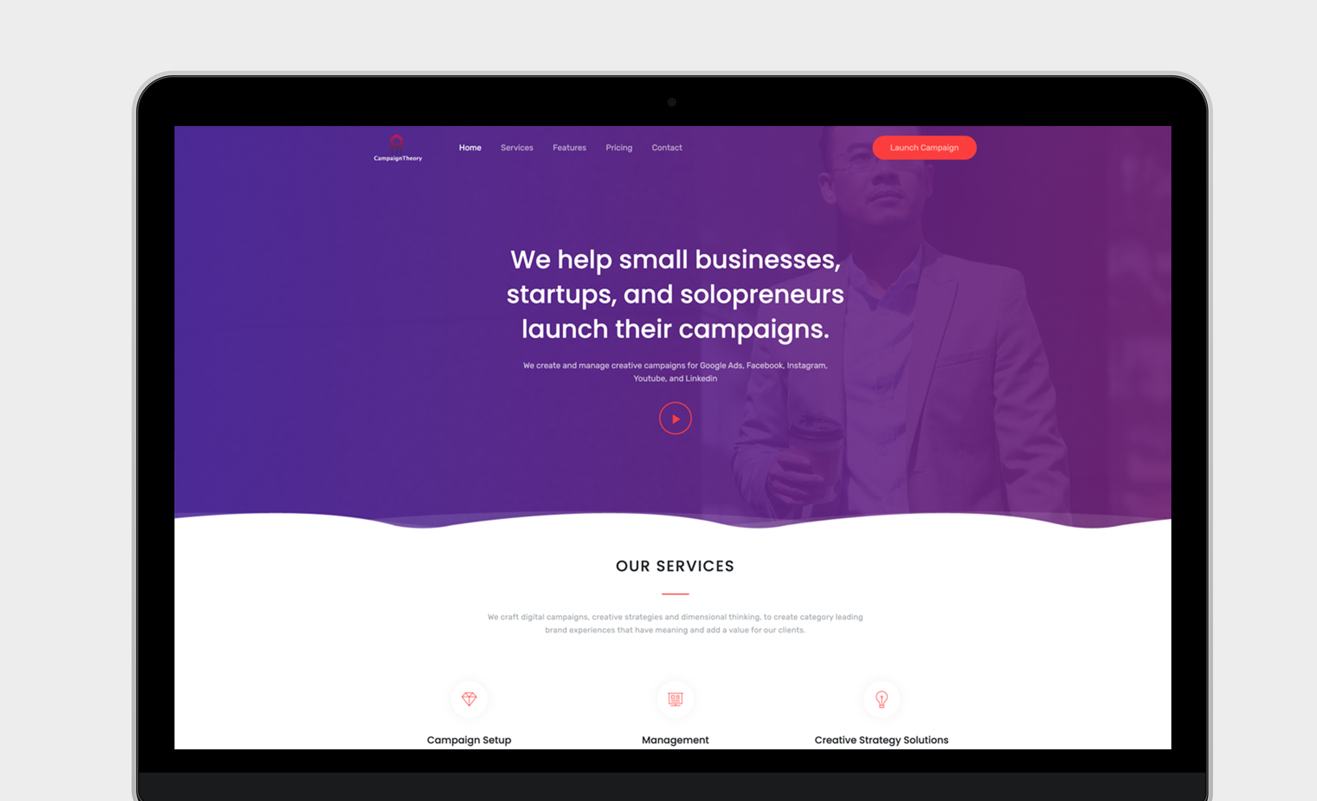 CampaignTheory
Home Services Features Pricing Contact
Launch Campaign
We help small businesses,
startups, and solopreneurs
launch their campaigns.
We create and manage creative campaigns for Google Ads, Facebook, Instagram,
Youtube, and Linkedin
OUR SERVICES
We craft digital campaigns, creative strategies and dimensional thinking, to create category leading
brand experiences that have meaning and add a value for our clients.
Campaign Setup
Management
Creative Strategy Solutions